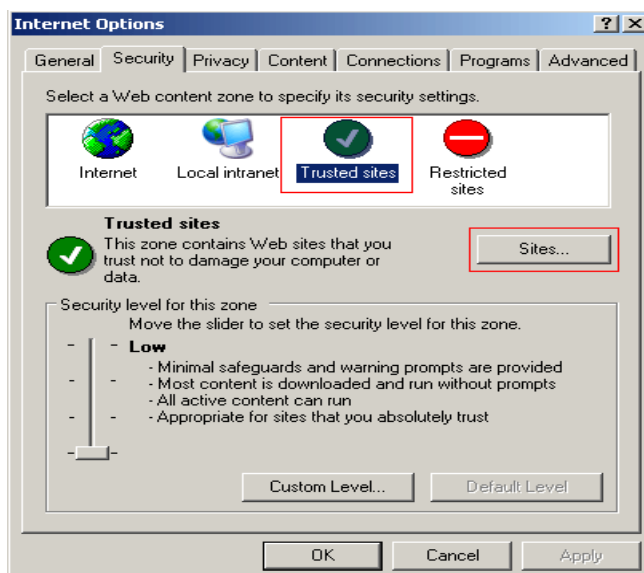 Internet Options
General Security Privacy Content Connections Programs Advanced
Select a Web content zone to specify its security settings.
Internet Local intranet Trusted sites Restricted
sites
Trusted sites
This zone contains Web sites that you
trust not to damage your computer or
data.
Sites...
Security level for this zone
Move the slider to set the security level for this zone.
Low
- Minimal safeguards and warning prompts are provided
- Most content is downloaded and run without prompts
- All active content can run
- Appropriate for sites that you absolutely trust
Custom Level... Default Level
OK Cancel Apply